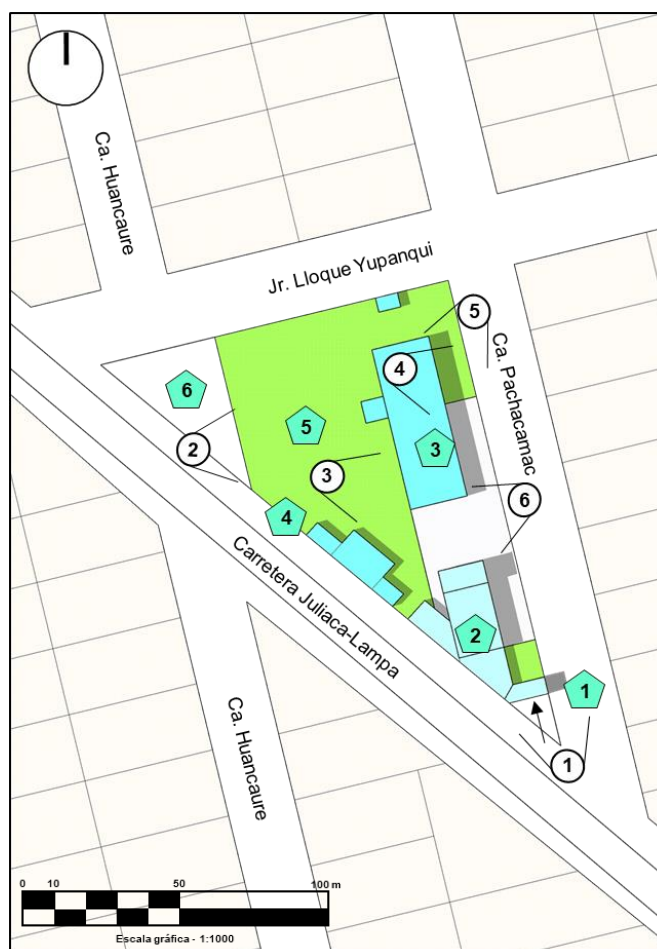 Ca. Huancaure
Jr. Lloque Yupanqui
Ca. Pachacamac
5
4
6
2
5
3
3
6
4
Carretera Juliaca-Lampa
2
1
Ca. Huancaure
1
0 10 50 100 m
Escala gráfica - 1:1000